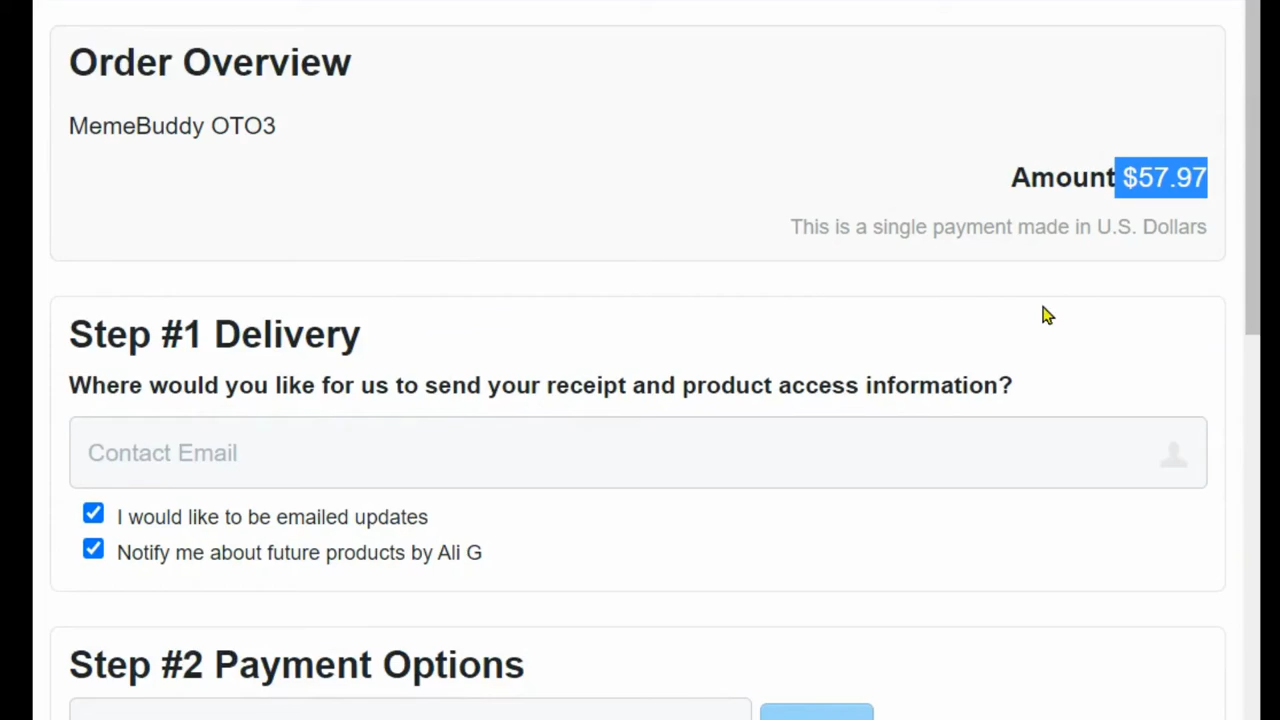 Order Overview
MemeBuddy OTO3
Amount $57.97
This is a single payment made in U.S. Dollars
Step #1 Delivery
Where would you like for us to send your receipt and product access information?
Contact Email
I would like to be emailed updates
Notify me about future products by Ali G
Step #2 Payment Options